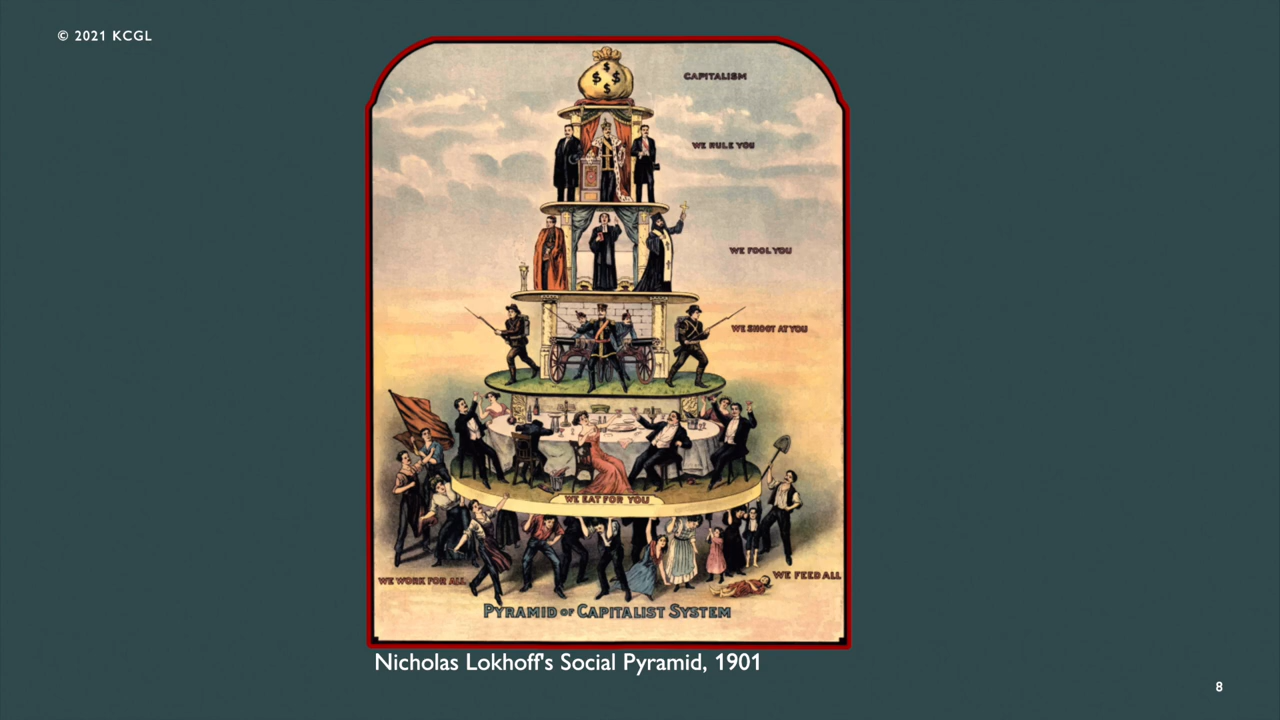 © 2021 KCGL
$ $ $ $
CAPITALISM
WE RULE YOU
WE FOOL YOU
WE SHOOT AT YOU
WE EAT FOR YOU
WE WORK FOR ALL
WE FEED ALL
PYRAMID OF CAPITALIST SYSTEM
Nicholas Lokhoff's Social Pyramid, 1901
8